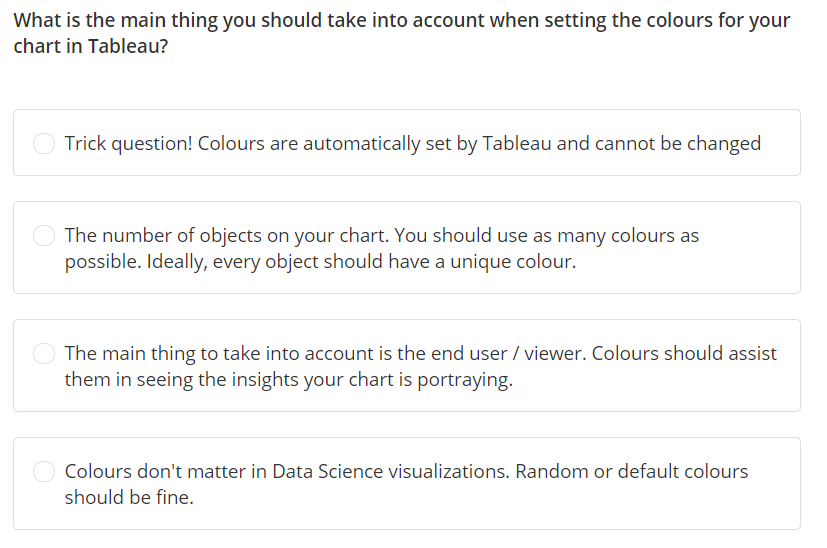 What is the main thing you should take into account when setting the colours for your
chart in Tableau?
Trick question! Colours are automatically set by Tableau and cannot be changed
The number of objects on your chart. You should use as many colours as
possible. Ideally, every object should have a unique colour.
The main thing to take into account is the end user / viewer. Colours should assist
them in seeing the insights your chart is portraying.
Colours don't matter in Data Science visualizations. Random or default colours
should be fine.